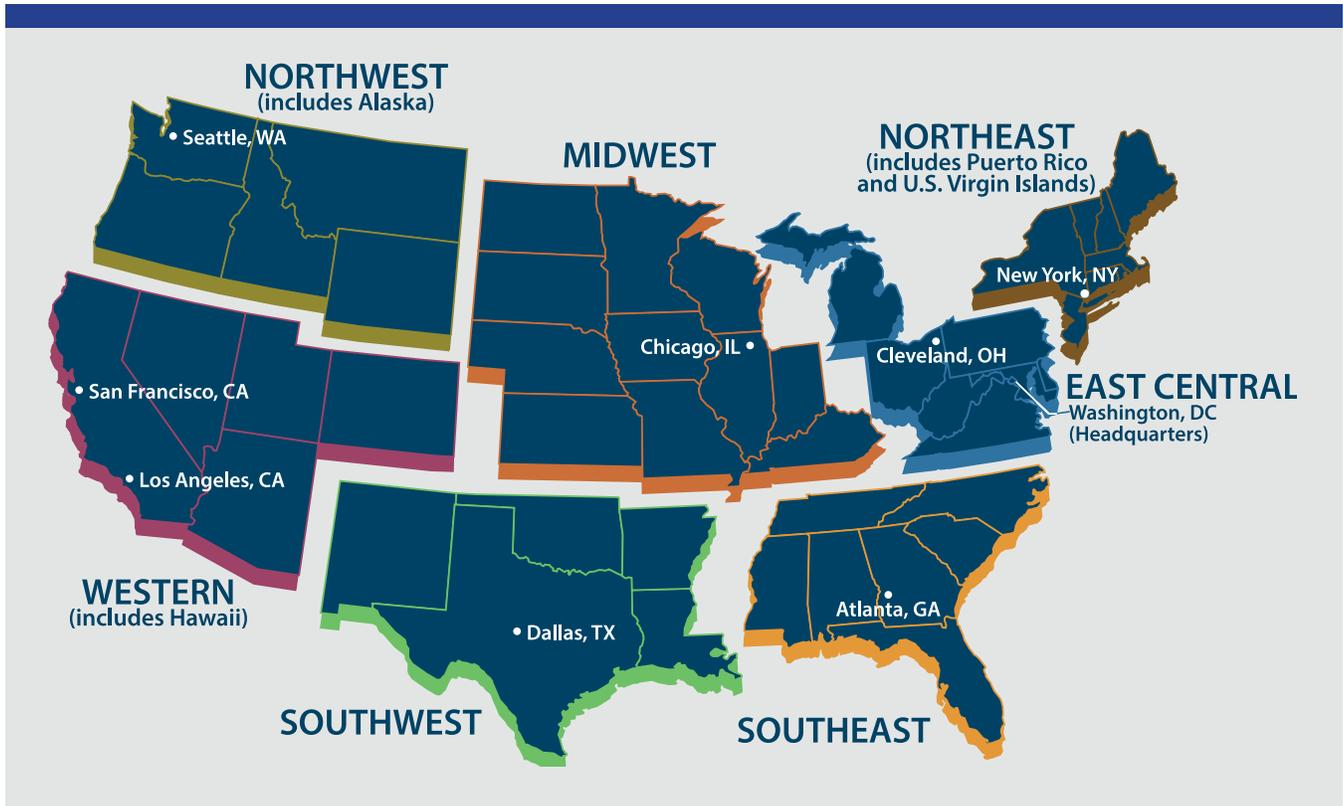 NORTHWEST
(includes Alaska)
Seattle, WA
MIDWEST
NORTHEAST
(includes Puerto Rico
and U.S. Virgin Islands)
New York, NY
Chicago, IL
Cleveland, OH
EAST CENTRAL
Washington, DC
(Headquarters)
San Francisco, CA
Los Angeles, CA
WESTERN
(includes Hawaii)
Dallas, TX
Atlanta, GA
SOUTHWEST
SOUTHEAST